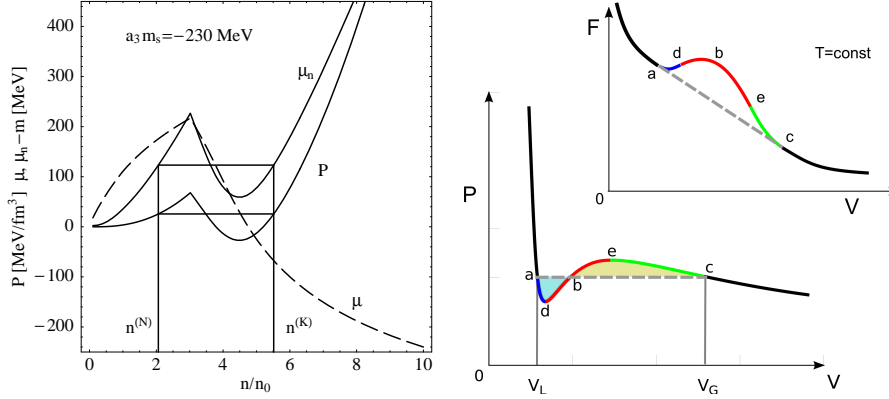 a₃mₛ=−230 MeV
P [MeV/fm³] μ, μₙ−m [MeV]
400
300
200
100
0
−100
−200
μₙ
P
μ
n⁽ᴺ⁾
n⁽ᴷ⁾
0
2
4
6
8
10
n/n₀
F
a
d
b
e
c
T=const
0
V
P
a
d
b
e
c
0
V_L
V_G
V